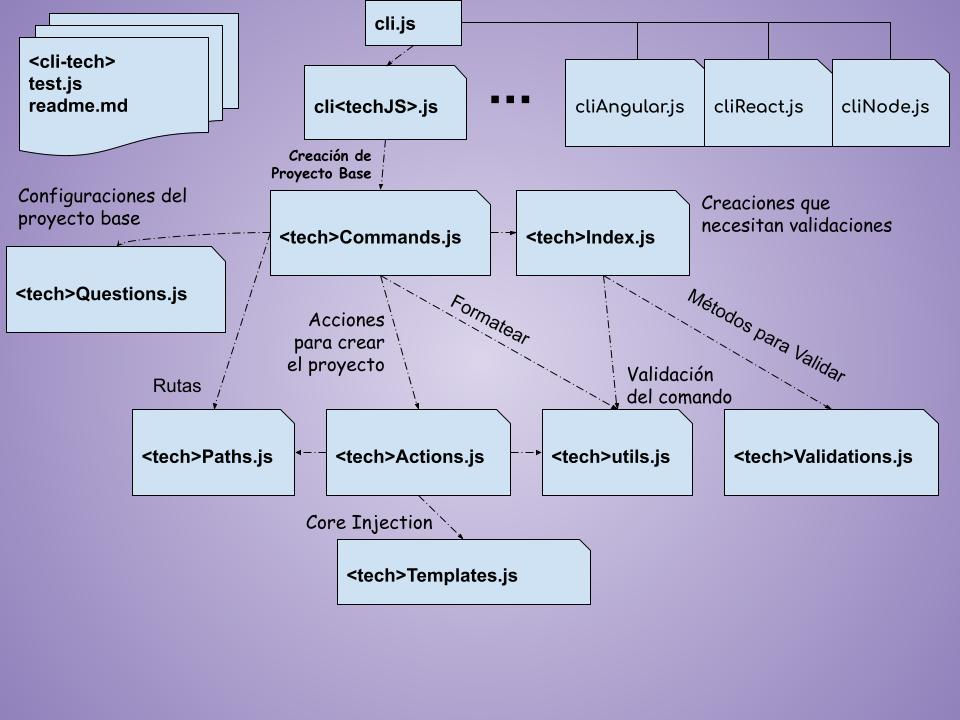 cli.js
<cli-tech>
test.js
readme.md
cli<techJS>.js
...
cliAngular.js
cliReact.js
cliNode.js
Creación de
Proyecto Base
Configuraciones del
proyecto base
<tech>Commands.js
<tech>Index.js
Creaciones que
necesitan validaciones
<tech>Questions.js
Acciones
para crear
el proyecto
Formatear
Métodos para Validar
Rutas
Validación
del comando
<tech>Paths.js
<tech>Actions.js
<tech>utils.js
<tech>Validations.js
Core Injection
<tech>Templates.js